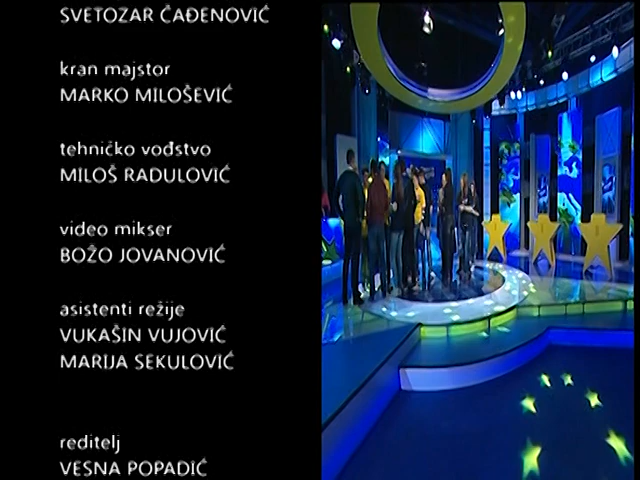 SVETOZAR ČAĐENOVIĆ
kran majstor
MARKO MILOŠEVIĆ
tehničko vođstvo
MILOŠ RADULOVIĆ
video mikser
BOŽO JOVANOVIĆ
asistenti režije
VUKAŠIN VUJOVIĆ
MARIJA SEKULOVIĆ
reditelj
VESNA POPADIĆ